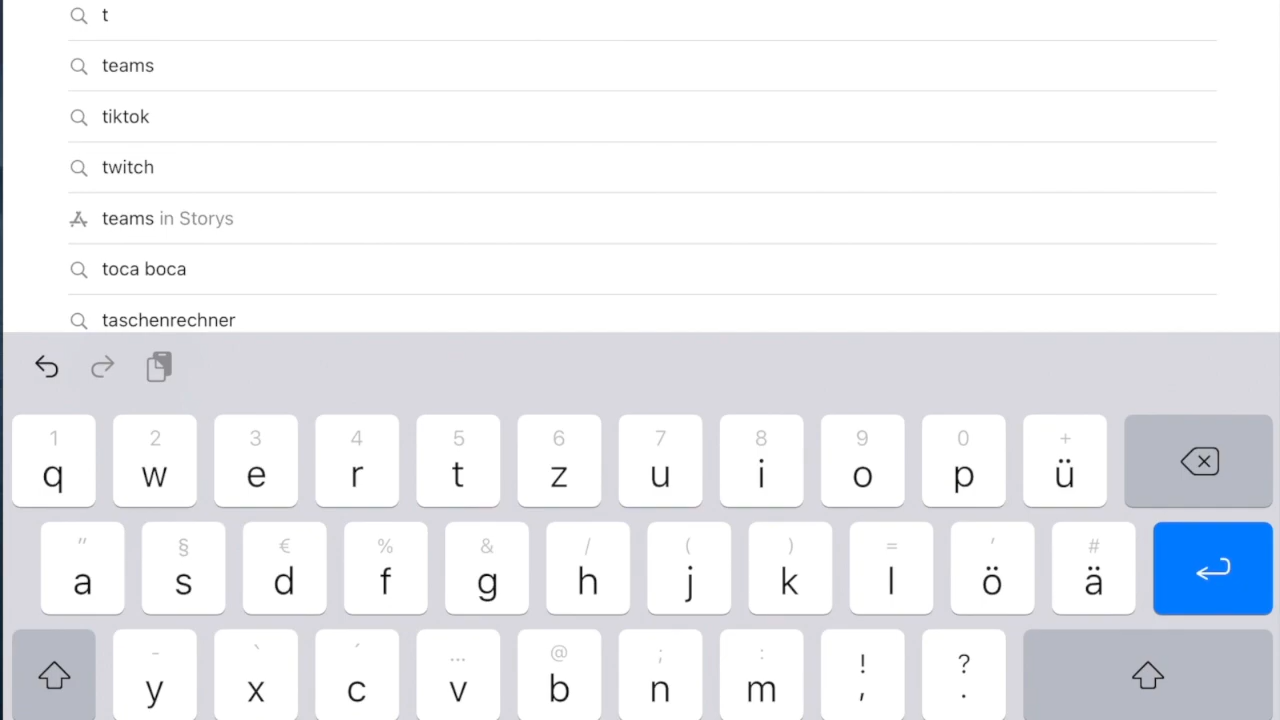 t
teams
tiktok
twitch
teams in Storys
toca boca
taschenrechner
1 2 3 4 5 6 7 8 9 0 +
q w e r t z u i o p ü
" § € % & / ( ) = ' #
a s d f g h j k l ö ä
- ` ´ ... @ ; : ! ?
y x c v b n m , .